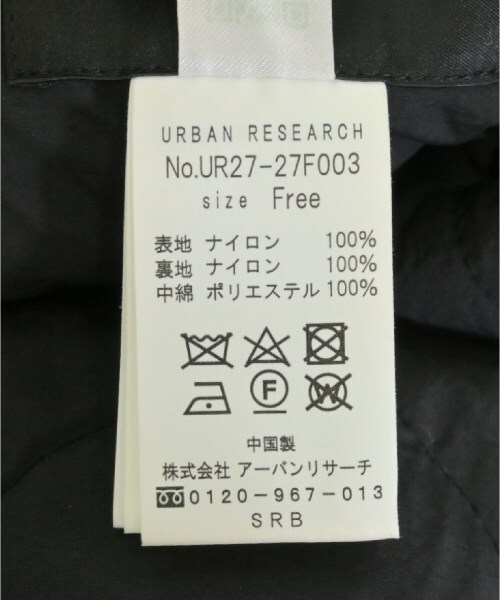 URBAN RESEARCH
No.UR27-27F003
size Free
表地 ナイロン 100%
裏地 ナイロン 100%
中綿 ポリエステル 100%
F W
中国製
株式会社 アーバンリサーチ
0120-967-013
SRB